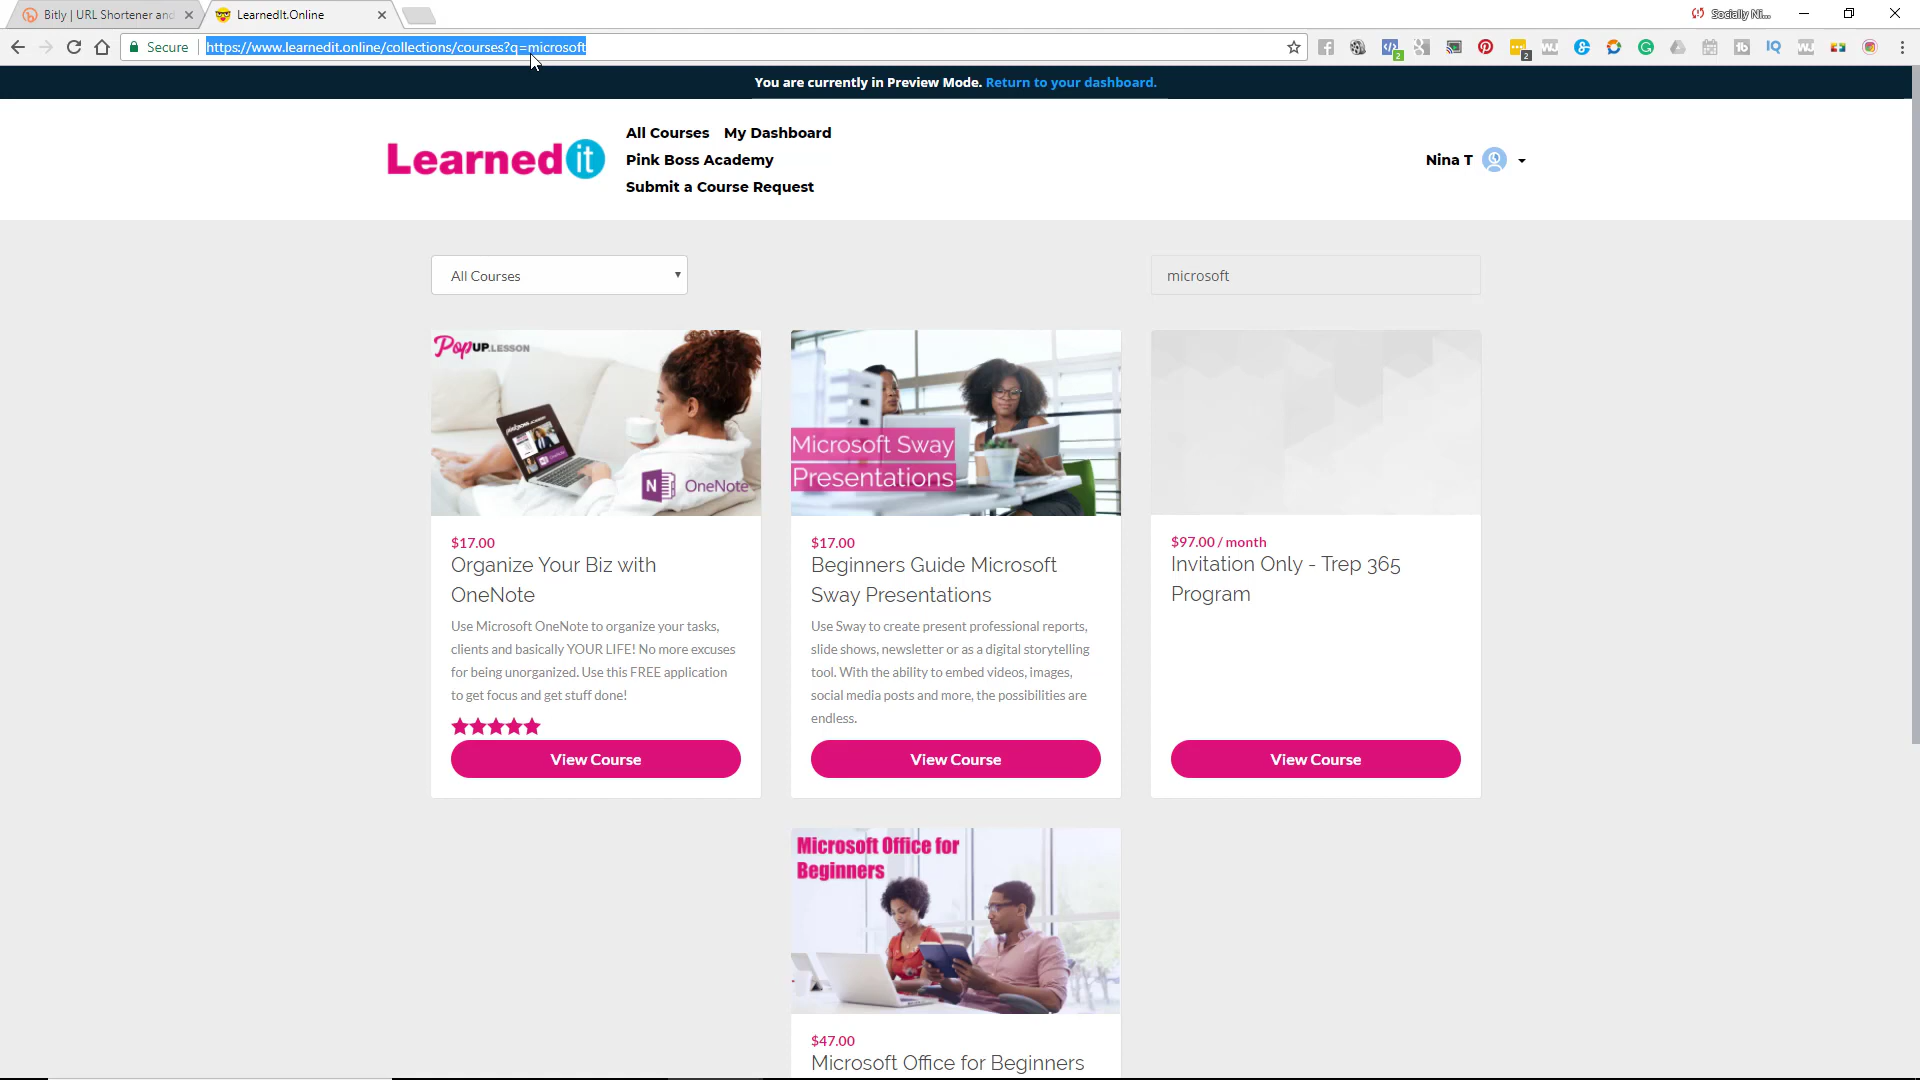 Bitly | URL Shortener and
LearnedIt.Online
Socially Ni...
Secure
https://www.learnedit.online/collections/courses?q=microsoft
2
2
You are currently in Preview Mode. Return to your dashboard.
Learned it
All Courses My Dashboard
Pink Boss Academy
Submit a Course Request
Nina T
All Courses
microsoft
PopUP.LESSON
OneNote
$17.00
Organize Your Biz with
OneNote
Use Microsoft OneNote to organize your tasks,
clients and basically YOUR LIFE! No more excuses
for being unorganized. Use this FREE application
to get focus and get stuff done!
View Course
Microsoft Sway
Presentations
$17.00
Beginners Guide Microsoft
Sway Presentations
Use Sway to create present professional reports,
slide shows, newsletter or as a digital storytelling
tool. With the ability to embed videos, images,
social media posts and more, the possibilities are
endless.
View Course
$97.00 / month
Invitation Only - Trep 365
Program
View Course
Microsoft Office for
Beginners
$47.00
Microsoft Office for Beginners